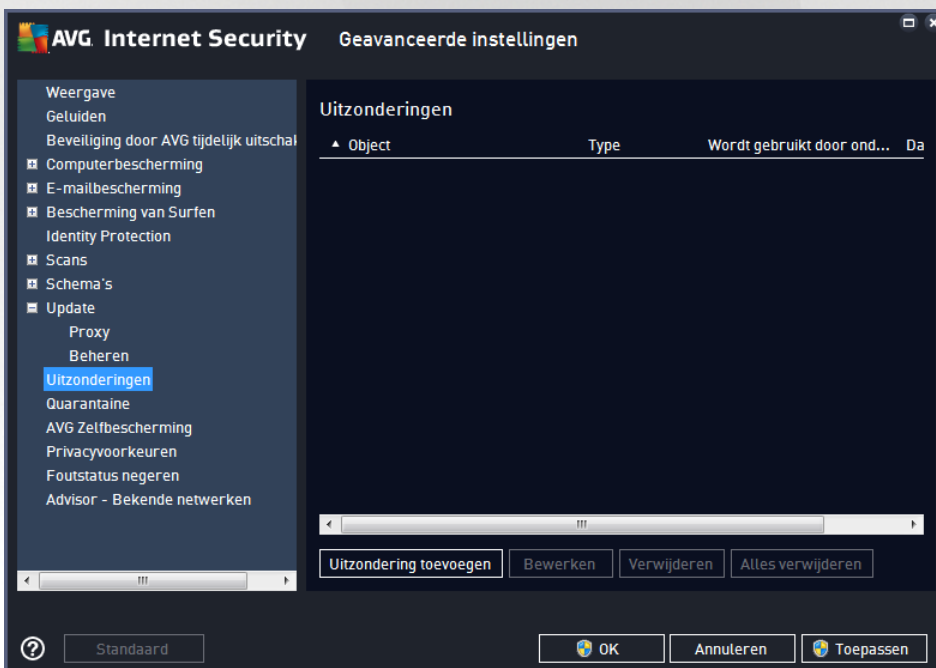 AVG. Internet Security Geavanceerde instellingen
Weergave
Geluiden
Beveiliging door AVG tijdelijk uitschal
Computerbescherming
E-mailbescherming
Bescherming van Surfen
Identity Protection
Scans
Schema's
Update
Proxy
Beheren
Uitzonderingen
Quarantaine
AVG Zelfbescherming
Privacyvoorkeuren
Foutstatus negeren
Advisor - Bekende netwerken
Uitzonderingen
Object Type Wordt gebruikt door ond... Da
Uitzondering toevoegen Bewerken Verwijderen Alles verwijderen
Standaard OK Annuleren Toepassen